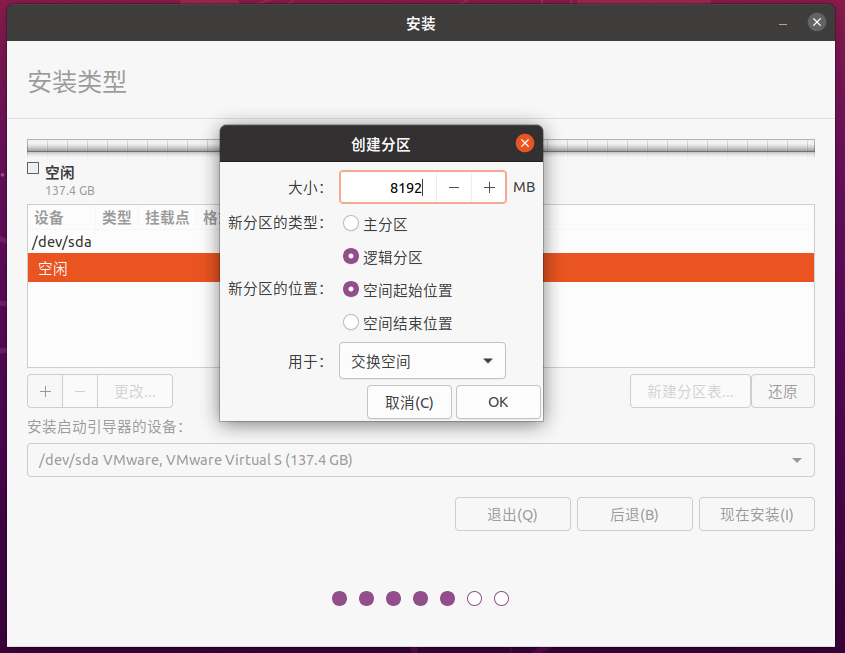 安装
安装类型
创建分区
空闲
137.4 GB
大小： 8192 MB
设备 类型 挂载点
新分区的类型： 主分区
/dev/sda
逻辑分区
空闲
新分区的位置： 空间起始位置
空间结束位置
用于： 交换空间
更改...
取消(C) OK
新建分区表... 还原
安装启动引导器的设备：
/dev/sda VMware, VMware Virtual S (137.4 GB)
退出(Q) 后退(B) 现在安装(I)